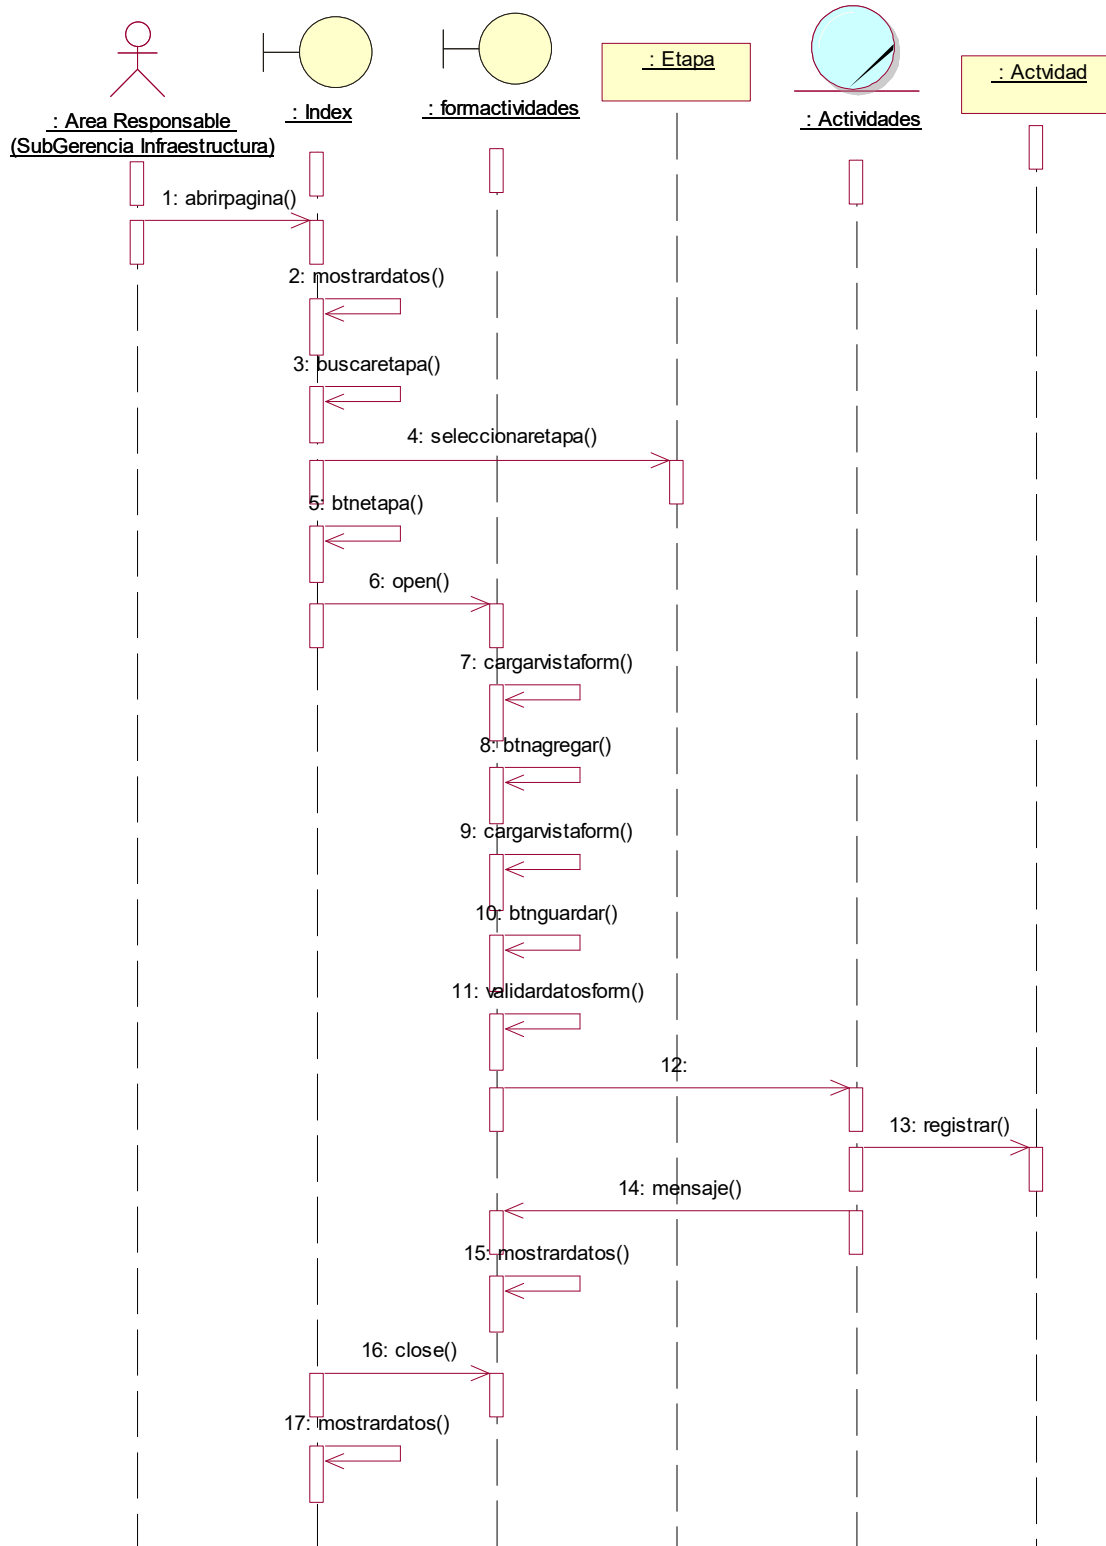 : Area Responsable
(SubGerencia Infraestructura)
: Index
: formactividades
: Etapa
: Actividades
: Actvidad
1: abrirpagina()
2: mostrardatos()
3: buscaretapa()
4: seleccionaretapa()
5: btnetapa()
6: open()
7: cargarvistaform()
8: btnagregar()
9: cargarvistaform()
10: btnguardar()
11: validardatosform()
12:
13: registrar()
14: mensaje()
15: mostrardatos()
16: close()
17: mostrardatos()